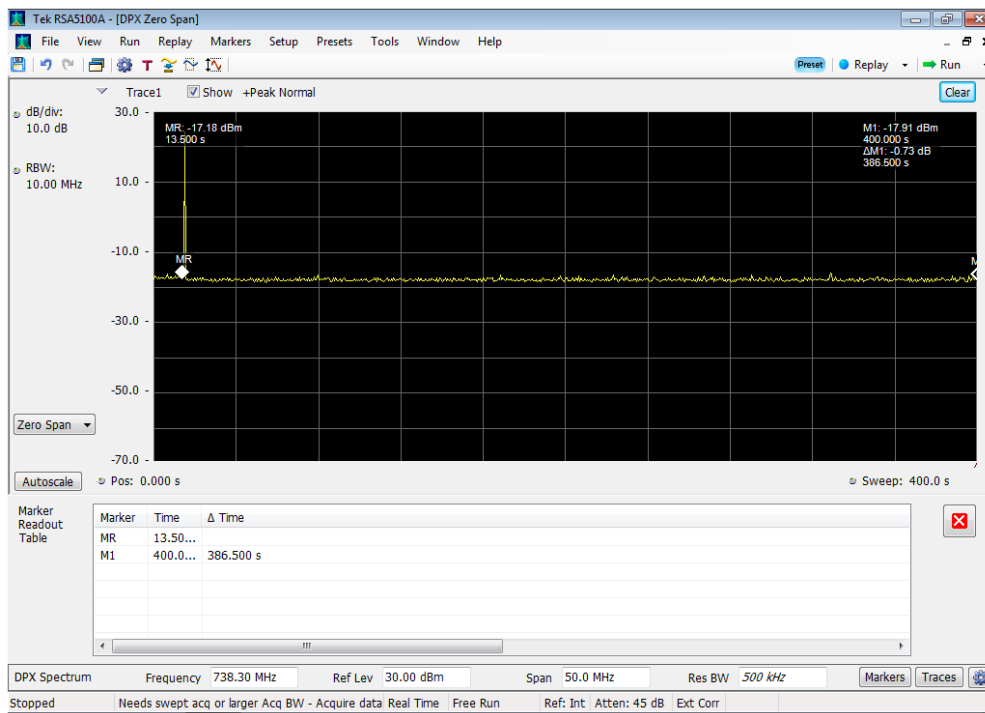 Tek RSA5100A - [DPX Zero Span]
File View Run Replay Markers Setup Presets Tools Window Help
T Preset Replay Run
Trace1 Show +Peak Normal Clear
dB/div:
10.0 dB
RBW:
10.00 MHz
30.0 -
10.0 -
-10.0 -
-30.0 -
-50.0 -
-70.0 -
MR: -17.18 dBm
13.500 s
M1: -17.91 dBm
400.000 s
ΔM1: -0.73 dB
386.500 s
MR
M
Zero Span
Autoscale Pos: 0.000 s Sweep: 400.0 s
Marker
Readout
Table
Marker Time Δ Time
MR 13.50...
M1 400.0... 386.500 s
DPX Spectrum Frequency 738.30 MHz Ref Lev 30.00 dBm Span 50.0 MHz Res BW 500 kHz Markers Traces
Stopped Needs swept acq or larger Acq BW - Acquire data Real Time Free Run Ref: Int Atten: 45 dB Ext Corr